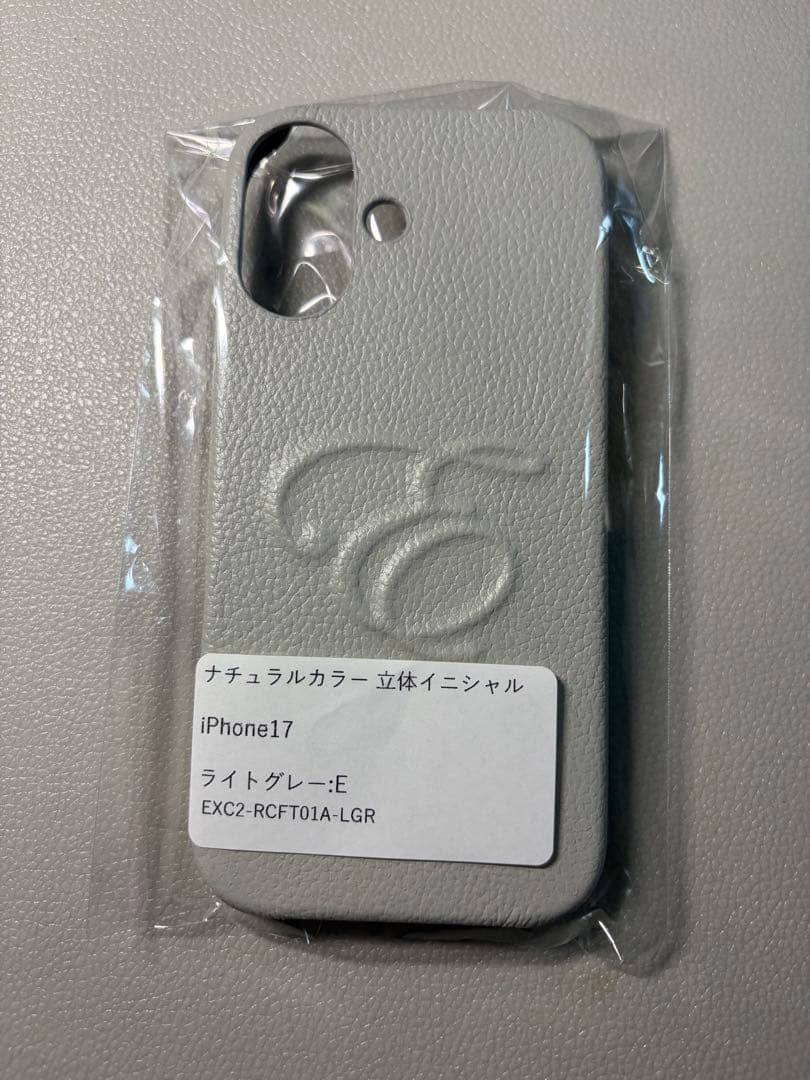 E
ナチュラルカラー 立体イニシャル
iPhone17
ライトグレー:E
EXC2-RCFT01A-LGR